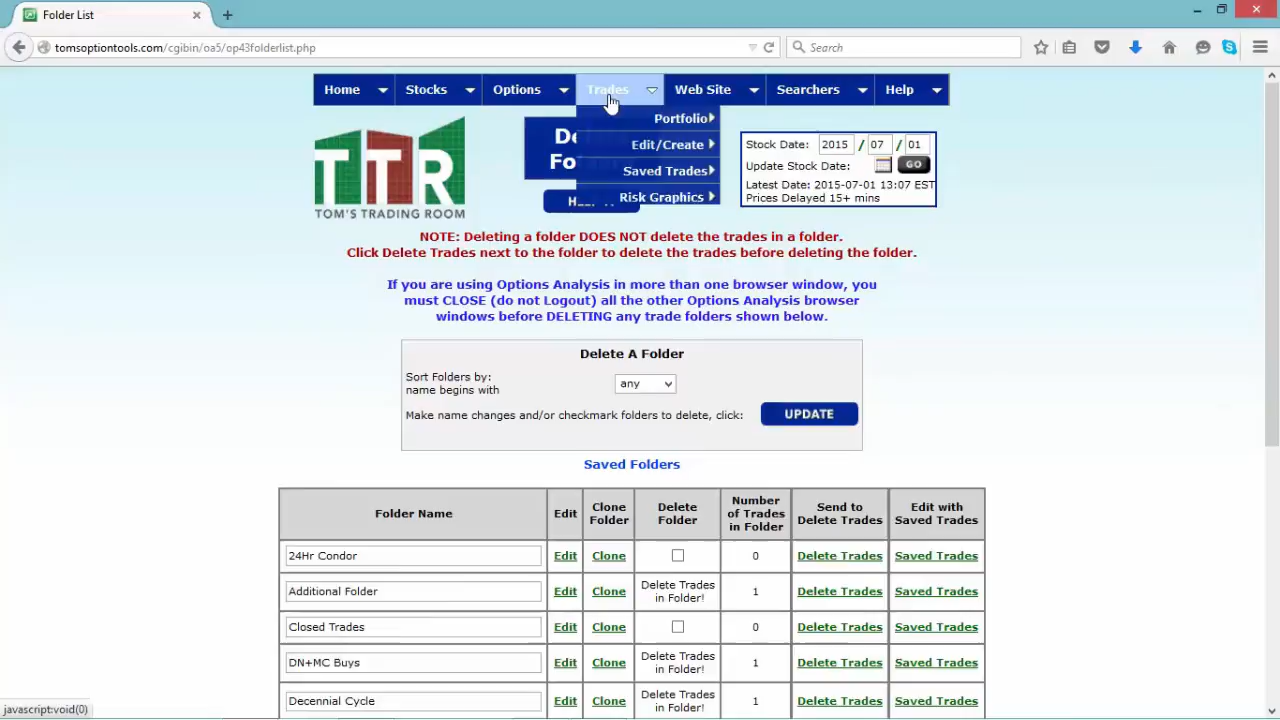 Folder List
tomsoptiontools.com/cgibin/oa5/op43folderlist.php
Search
Home Stocks Options Trades Web Site Searchers Help
Portfolio
Edit/Create
Saved Trades
Risk Graphics
TTR
TOM'S TRADING ROOM
Stock Date: 2015 / 07 / 01
Update Stock Date: GO
Latest Date: 2015-07-01 13:07 EST
Prices Delayed 15+ mins
NOTE: Deleting a folder DOES NOT delete the trades in a folder.
Click Delete Trades next to the folder to delete the trades before deleting the folder.
If you are using Options Analysis in more than one browser window, you
must CLOSE (do not Logout) all the other Options Analysis browser
windows before DELETING any trade folders shown below.
Delete A Folder
Sort Folders by:
name begins with
any
Make name changes and/or checkmark folders to delete, click: UPDATE
Saved Folders
Folder Name Edit Clone Folder Delete Folder Number of Trades in Folder Send to Delete Trades Edit with Saved Trades
24Hr Condor Edit Clone 0 Delete Trades Saved Trades
Additional Folder Edit Clone Delete Trades in Folder! 1 Delete Trades Saved Trades
Closed Trades Edit Clone 0 Delete Trades Saved Trades
DN+MC Buys Edit Clone Delete Trades in Folder! 1 Delete Trades Saved Trades
Decennial Cycle Edit Clone Delete Trades in Folder! 1 Delete Trades Saved Trades
javascript:void(0)